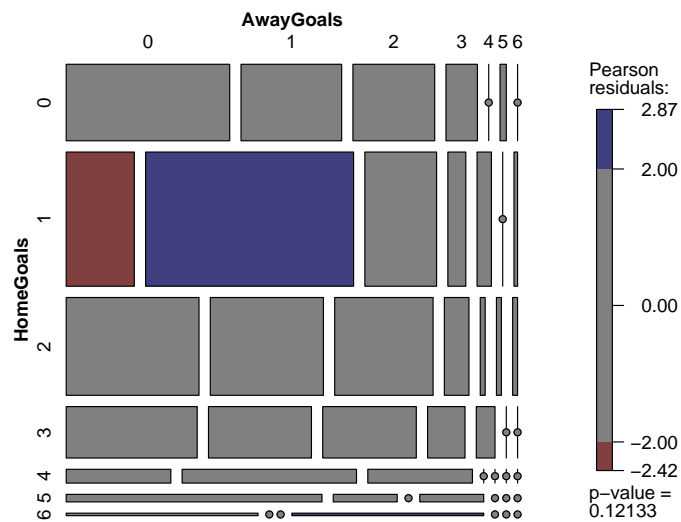 AwayGoals
0 1 2 3 4 5 6
HomeGoals
0
1
2
3
4
5
6
Pearson
residuals:
2.87
2.00
0.00
−2.00
−2.42
p-value =
0.12133